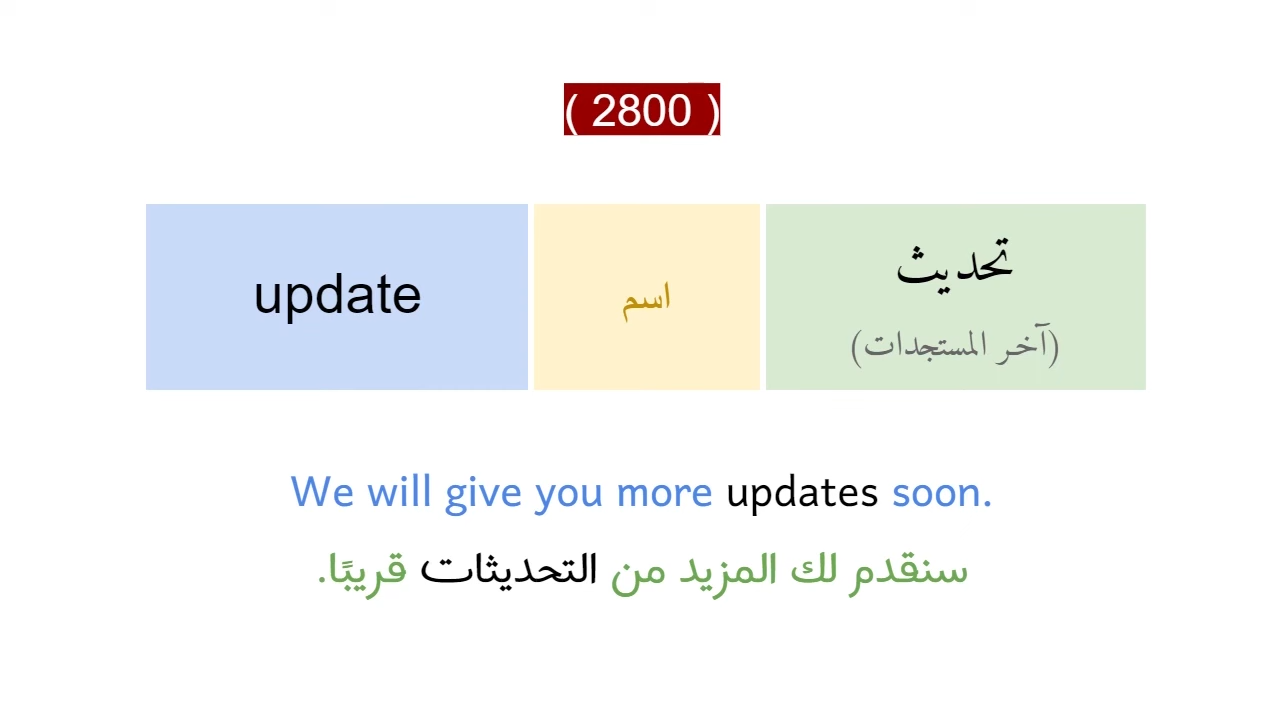 ( 2800 )
update
اسم
تحديث
(آخر المستجدات)
We will give you more updates soon.
سنقدم لك المزيد من التحديثات قريبًا.